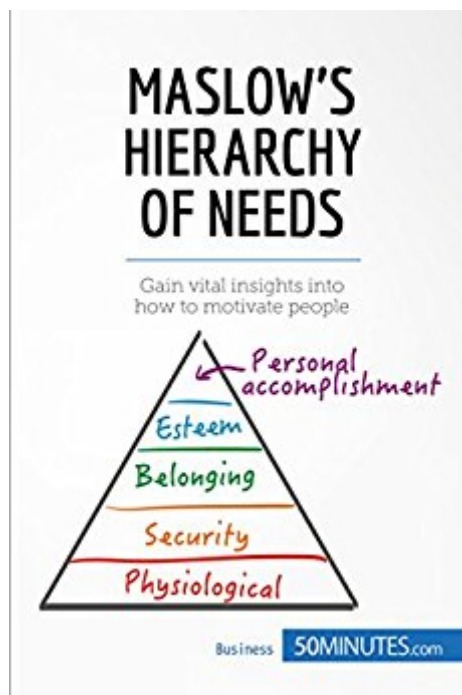 MASLOW'S
HIERARCHY
OF NEEDS
Gain vital insights into
how to motivate people
Personal
accomplishment
Esteem
Belonging
Security
Physiological
Business 50MINUTES.com